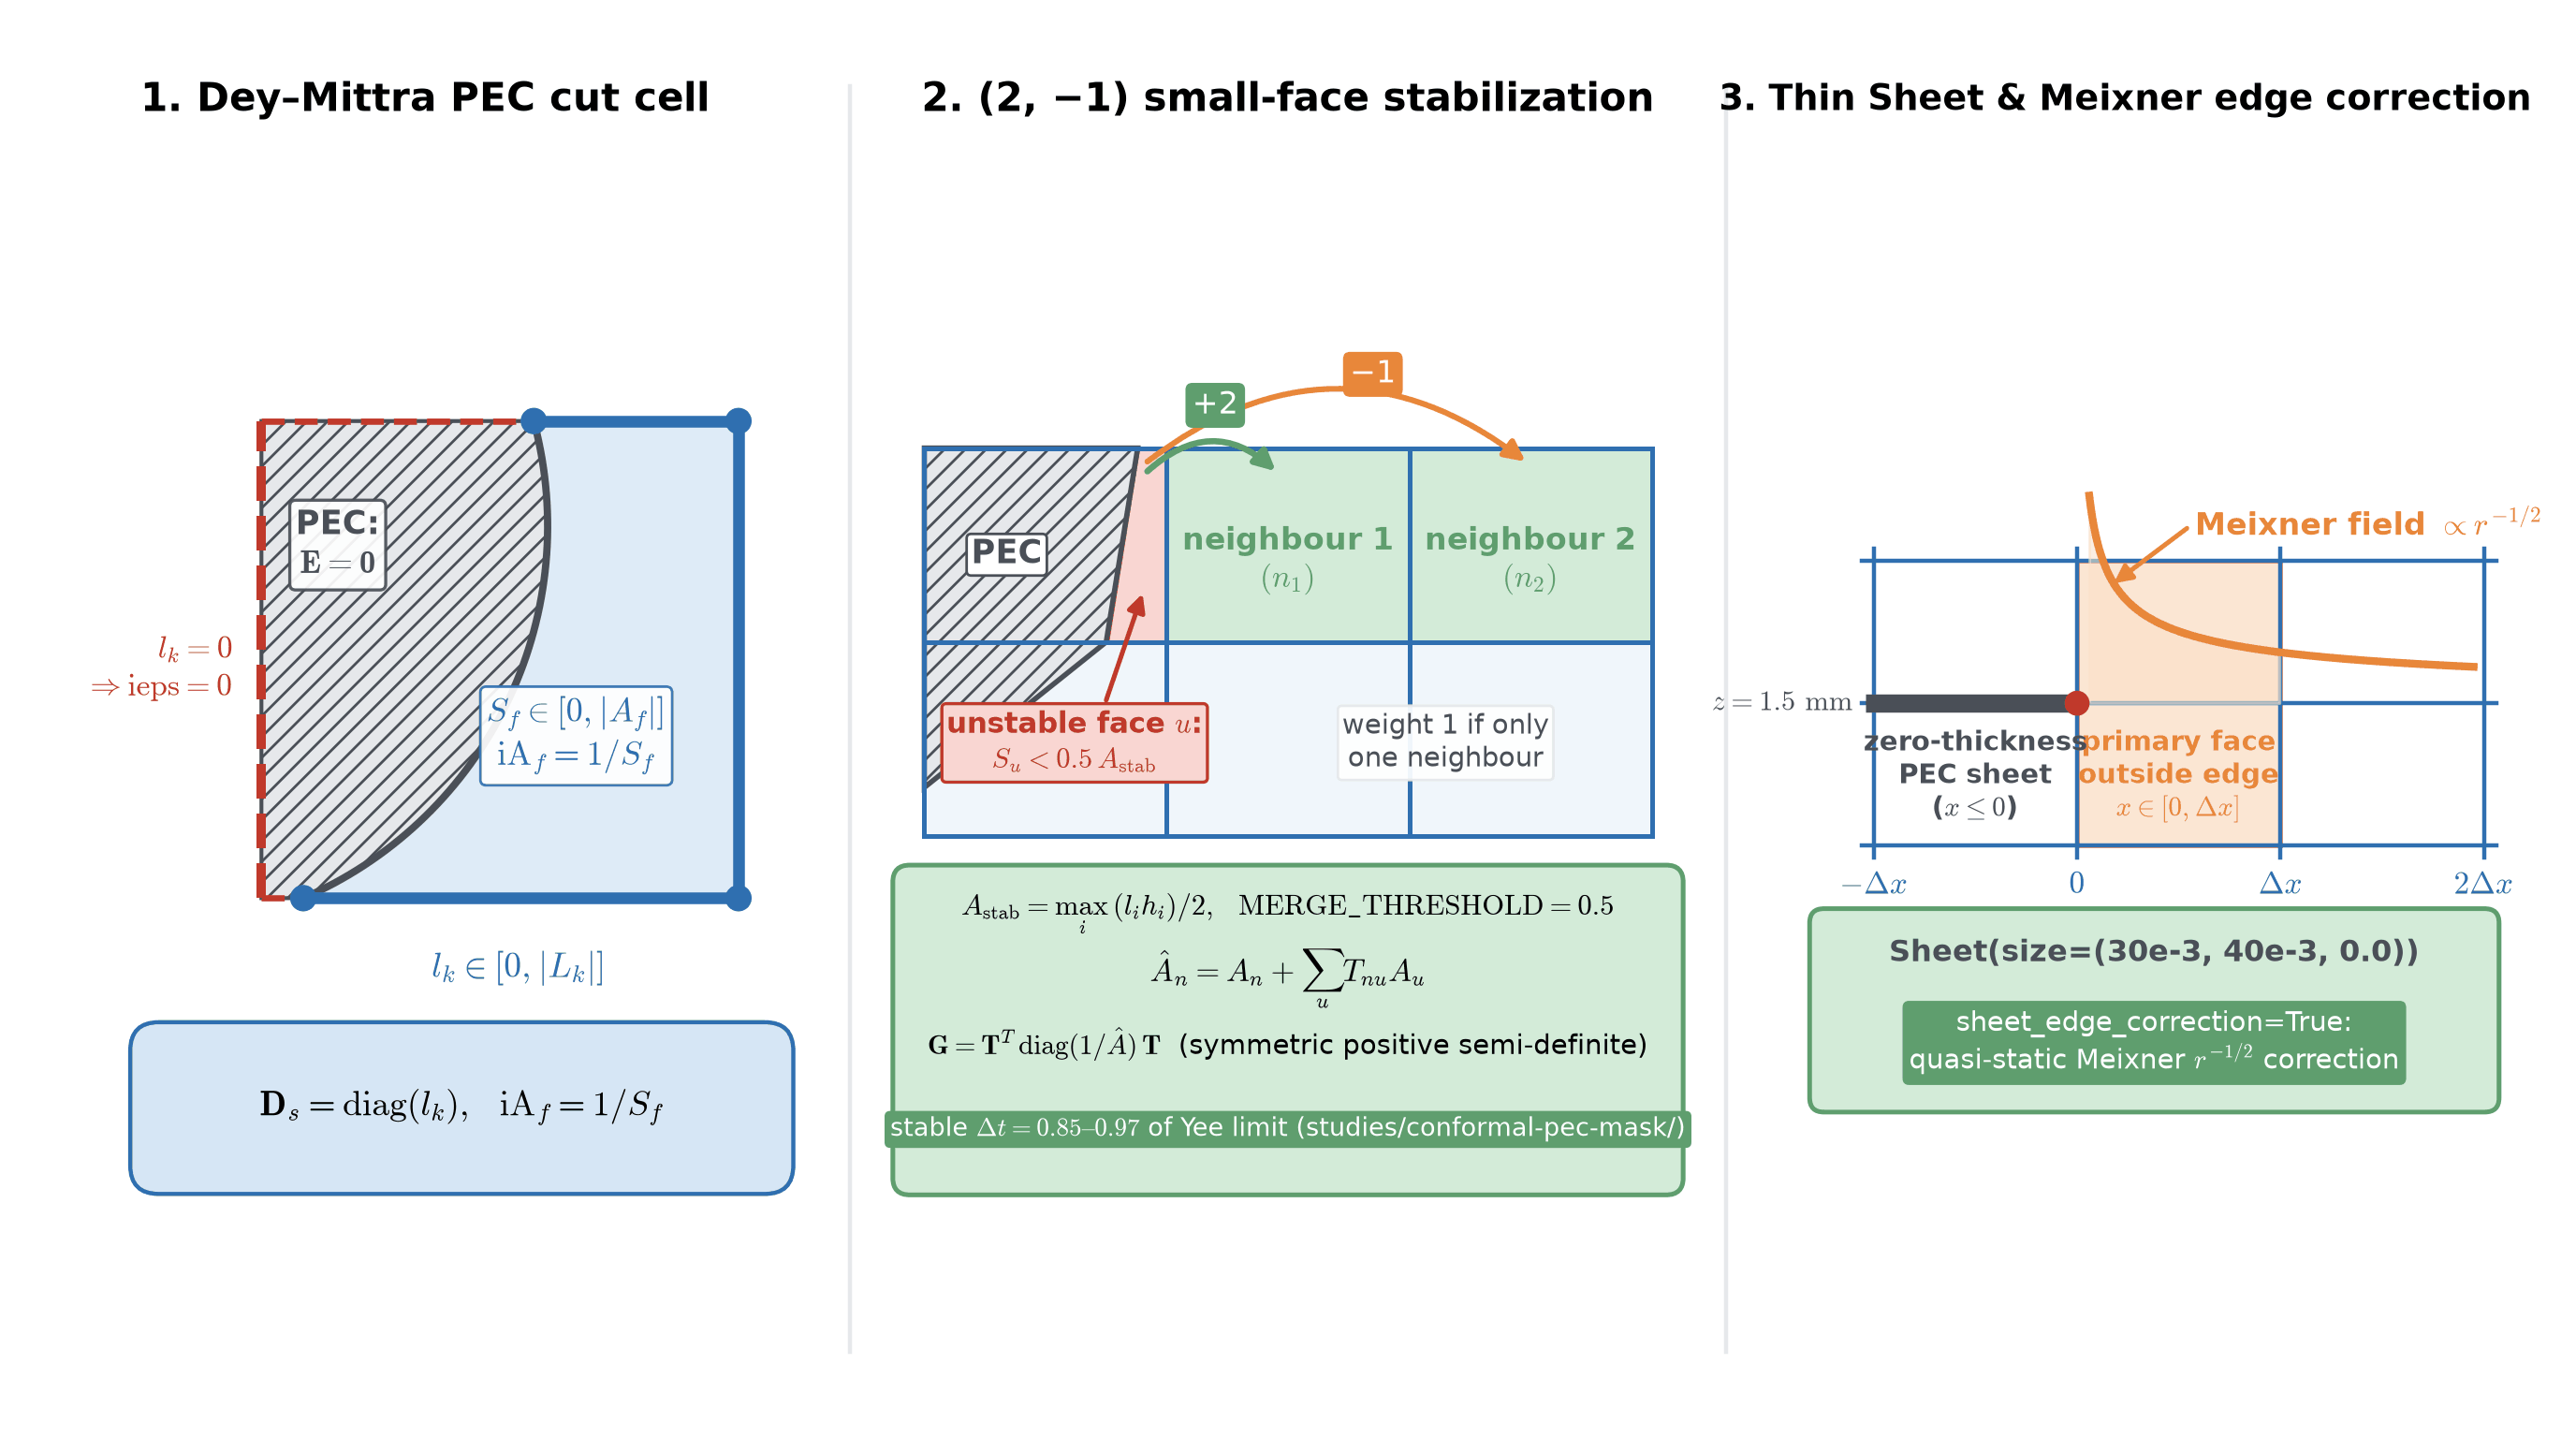 1. Dey–Mittra PEC cut cell
PEC:
E = 0
l_k = 0
⇒ ieps = 0
S_f ∈ [0, |A_f|]
iA_f = 1/S_f
l_k ∈ [0, |L_k|]
D_s = diag(l_k),   iA_f = 1/S_f
2. (2, −1) small-face stabilization
−1
+2
PEC
neighbour 1
(n_1)
neighbour 2
(n_2)
unstable face u:
S_u < 0.5 A_stab
weight 1 if only
one neighbour
A_stab = max_i (l_i h_i)/2,   MERGE_THRESHOLD = 0.5
Â_n = A_n + ∑_u T_nu A_u
G = T^T diag(1/Â) T  (symmetric positive semi-definite)
stable Δt = 0.85–0.97 of Yee limit (studies/conformal-pec-mask/)
3. Thin Sheet & Meixner edge correction
Meixner field ∝ r^{−1/2}
z = 1.5 mm
zero-thickness
PEC sheet
(x ≤ 0)
primary face
outside edge
x ∈ [0, Δx]
−Δx
0
Δx
2Δx
Sheet(size=(30e-3, 40e-3, 0.0))
sheet_edge_correction=True:
quasi-static Meixner r^{−1/2} correction